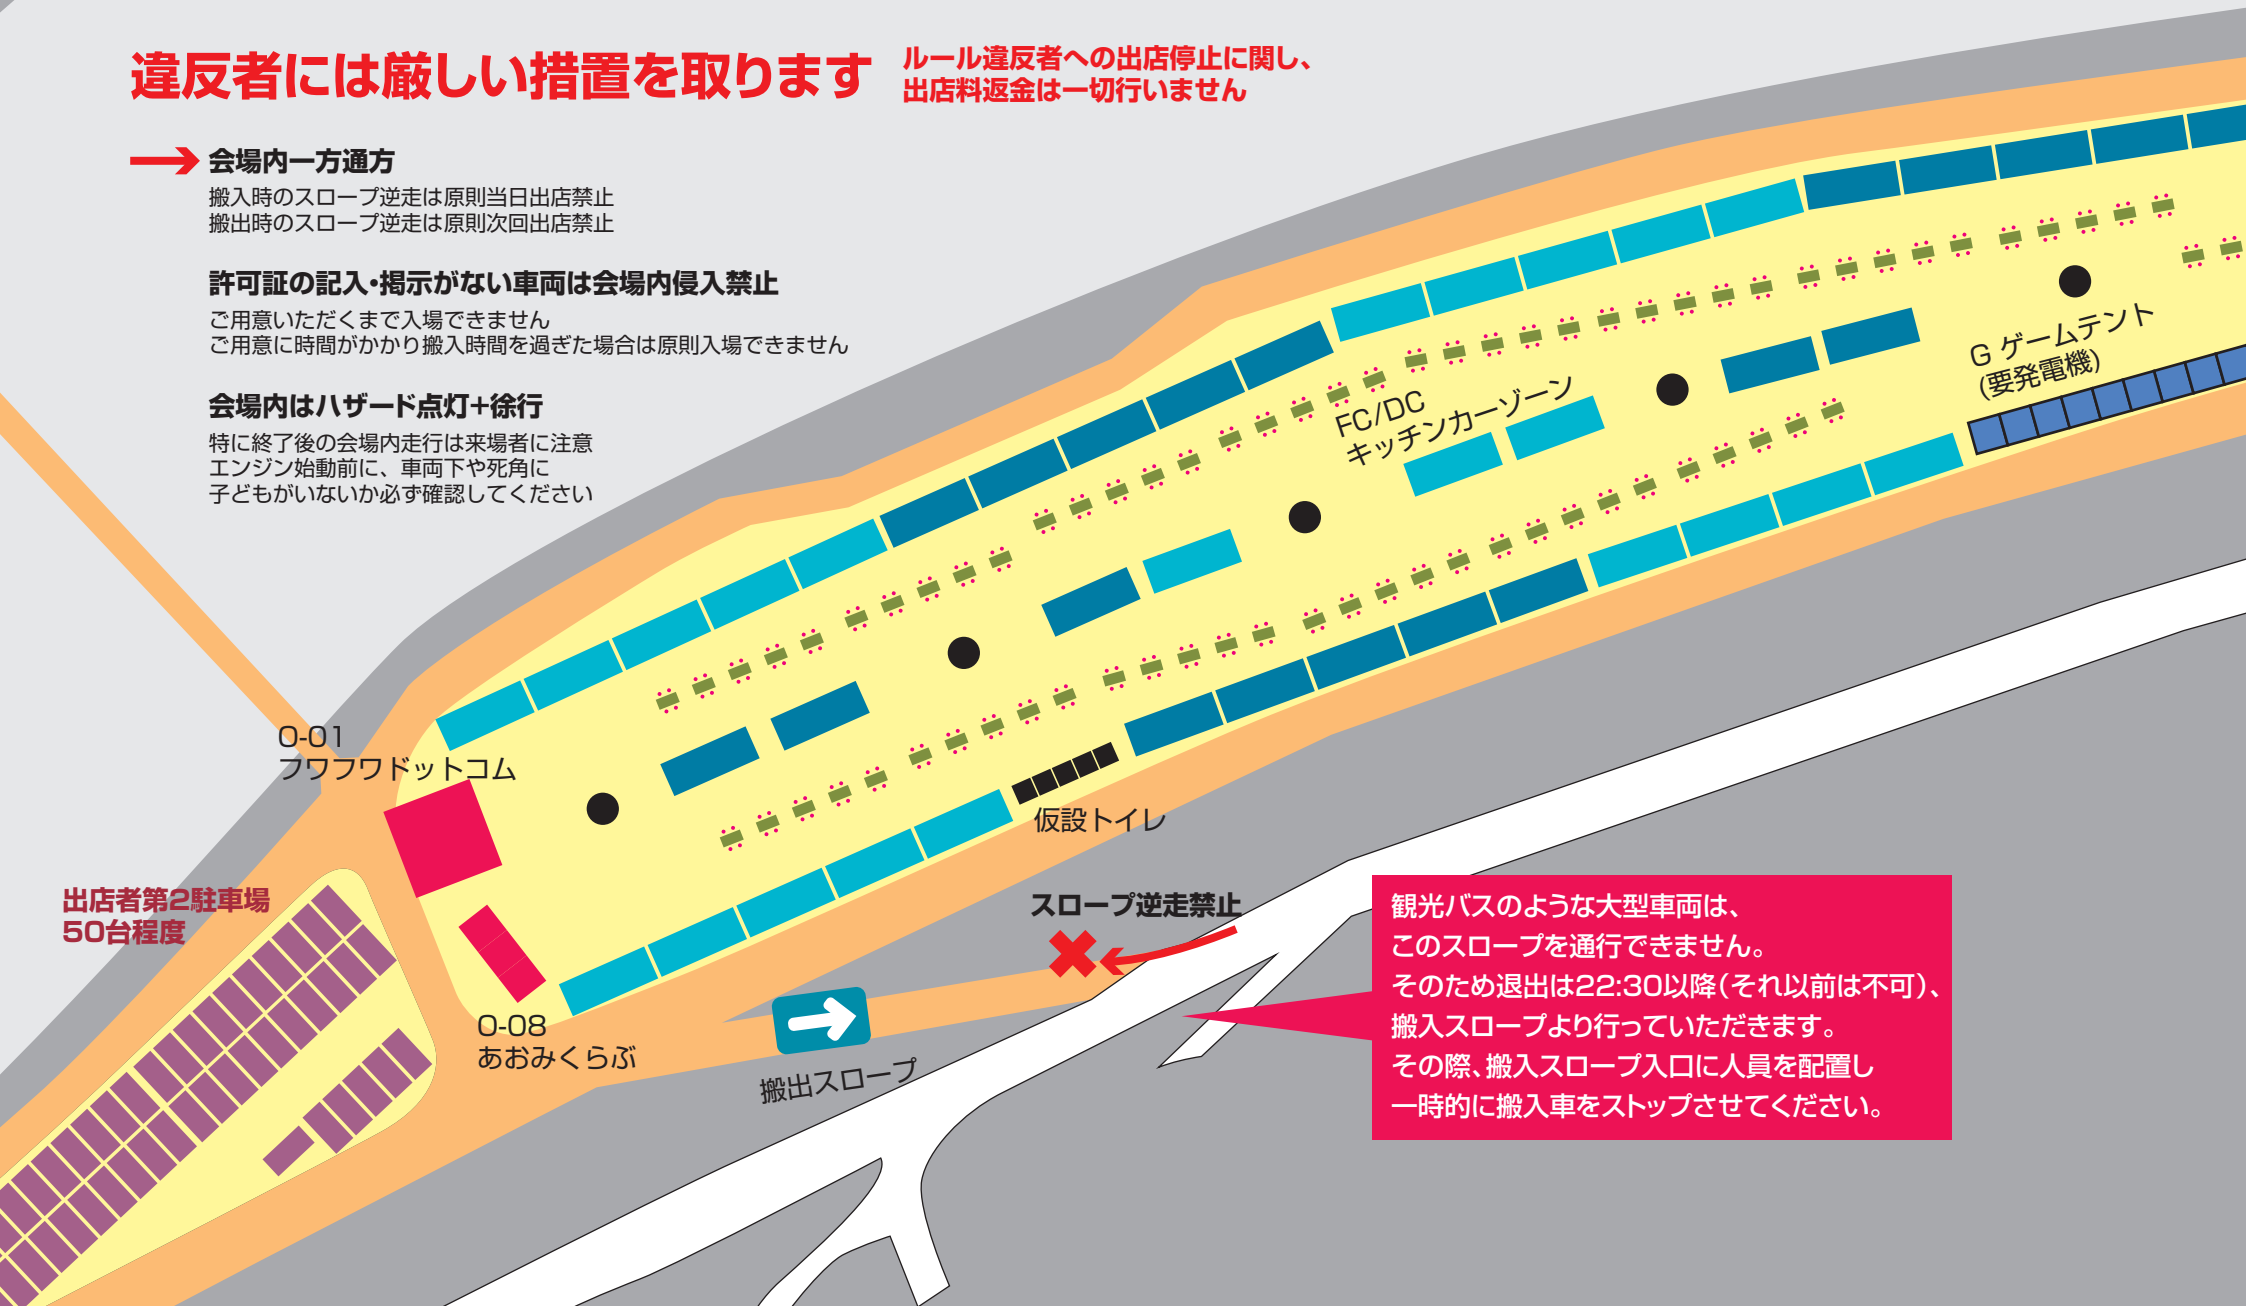 違反者には厳しい措置を取ります
ルール違反者への出店停止に関し、
出店料返金は一切行いません
会場内一方通方
搬入時のスロープ逆走は原則当日出店禁止
搬出時のスロープ逆走は原則次回出店禁止
許可証の記入・掲示がない車両は会場内侵入禁止
ご用意いただくまで入場できません
ご用意に時間がかかり搬入時間を過ぎた場合は原則入場できません
会場内はハザード点灯+徐行
特に終了後の会場内走行は来場者に注意
エンジン始動前に、車両下や死角に
子どもがいないか必ず確認してください
G ゲームテント
(要発電機)
FC/DC
キッチンカーゾーン
O-01
フワフワドットコム
仮設トイレ
出店者第2駐車場
50台程度
スロープ逆走禁止
O-08
あおみくらぶ
搬出スロープ
観光バスのような大型車両は、
このスロープを通行できません。
そのため退出は22:30以降(それ以前は不可)、
搬入スロープより行っていただきます。
その際、搬入スロープ入口に人員を配置し
一時的に搬入車をストップさせてください。